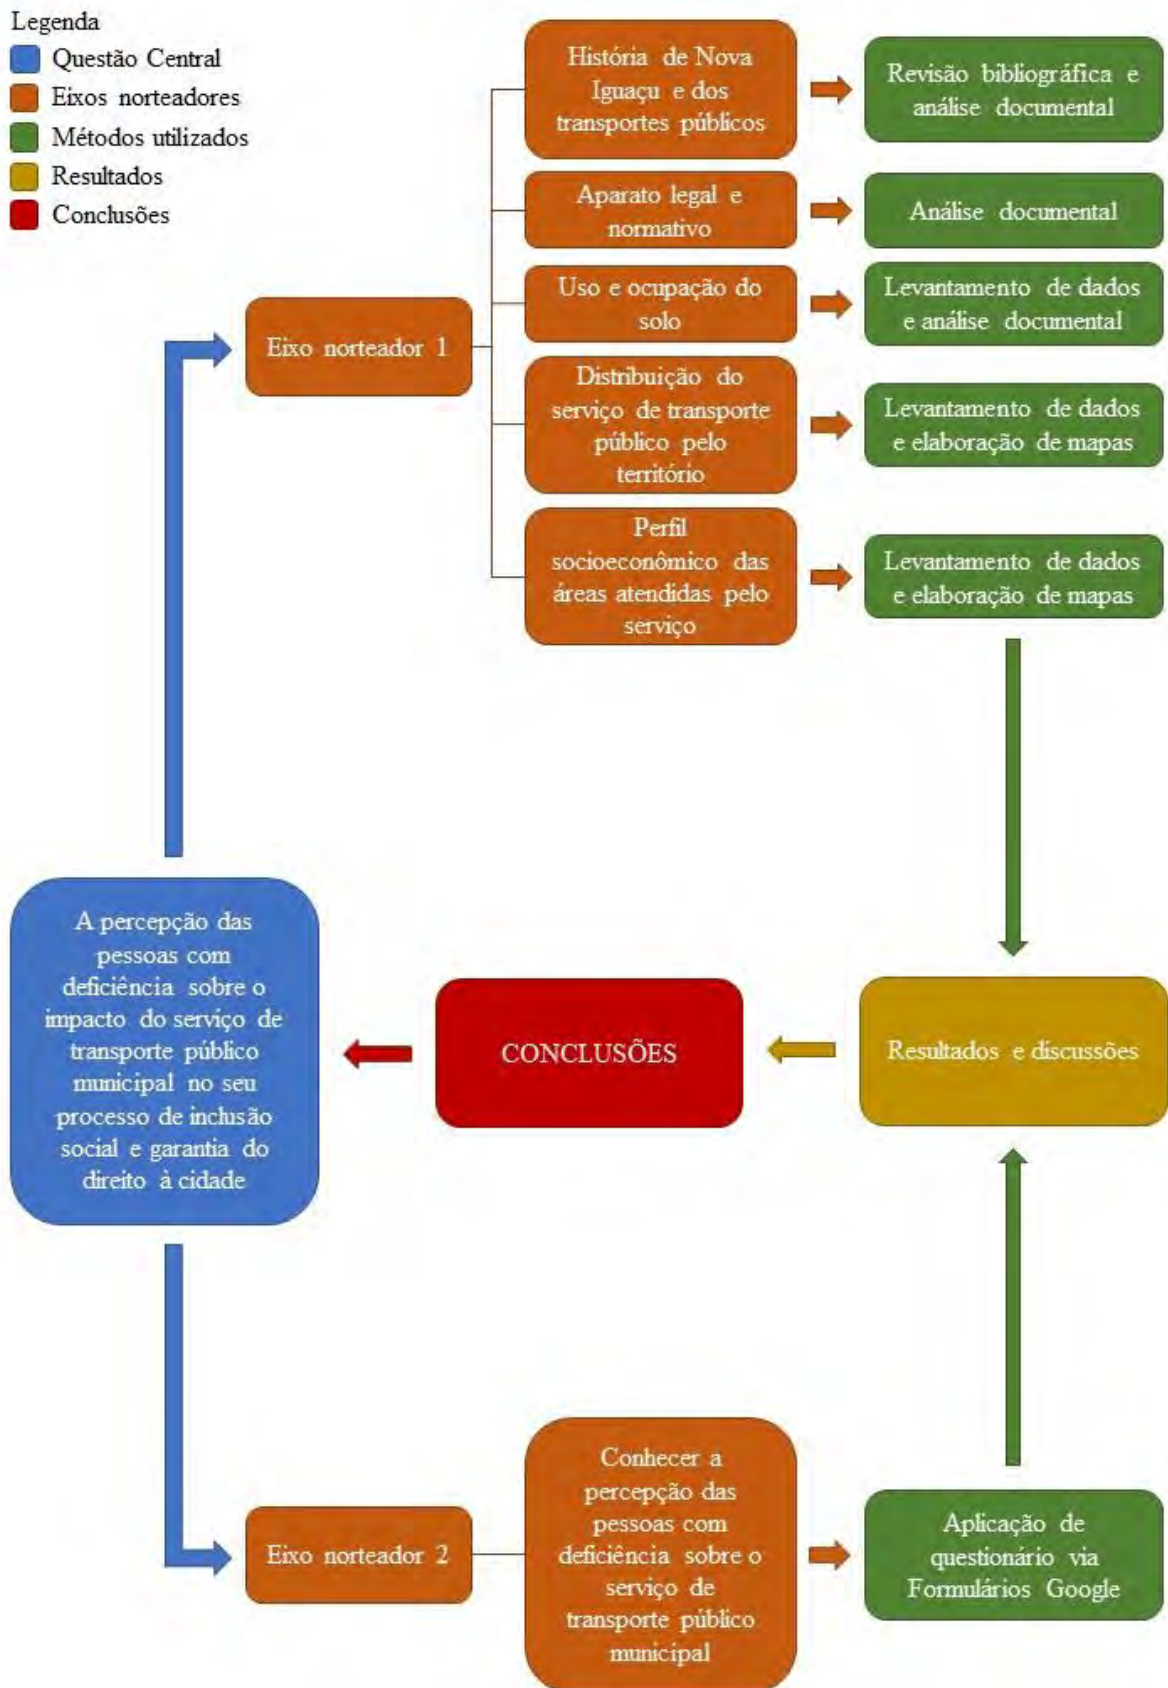 Legenda
Questão Central
Eixos norteadores
Métodos utilizados
Resultados
Conclusões
Eixo norteador 1
História de Nova
Iguaçu e dos
transportes públicos
Revisão bibliográfica e
análise documental
Aparato legal e
normativo
Análise documental
Uso e ocupação do
solo
Levantamento de dados
e análise documental
Distribuição do
serviço de transporte
público pelo
território
Levantamento de dados
e elaboração de mapas
Perfil
socioeconômico das
áreas atendidas pelo
serviço
Levantamento de dados
e elaboração de mapas
A percepção das
pessoas com
deficiência sobre o
impacto do serviço de
transporte público
municipal no seu
processo de inclusão
social e garantia do
direito à cidade
CONCLUSÕES
Resultados e discussões
Eixo norteador 2
Conhecer a
percepção das
pessoas com
deficiência sobre o
serviço de
transporte público
municipal
Aplicação de
questionário via
Formulários Google